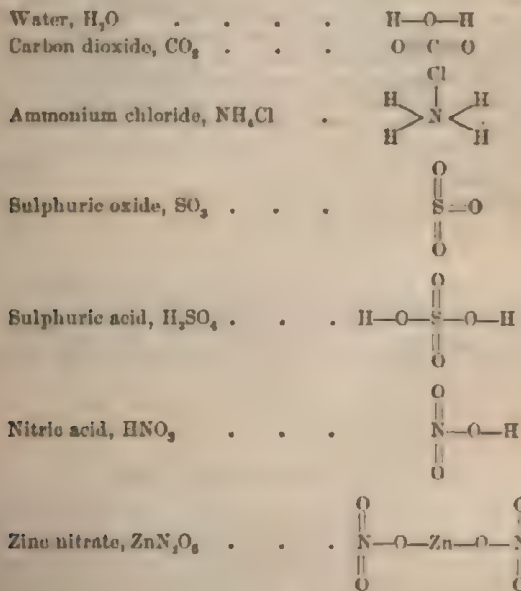 Water, H₂O . . . . H—O—H
Carbon dioxide, CO₂ . . . O C O
Cl
|
Ammonium chloride, NH₄Cl . H H
>N<
H H
O
||
Sulphuric oxide, SO₃ . . . S=O
||
O
O
||
Sulphuric acid, H₂SO₄ . . . H—O—S—O—H
||
O
O
||
Nitric acid, HNO₃ . . . N—O—H
||
O
O O
|| ||
Zinc nitrate, ZnN₂O₆ . . . N—O—Zn—O—N
|| ||
O O